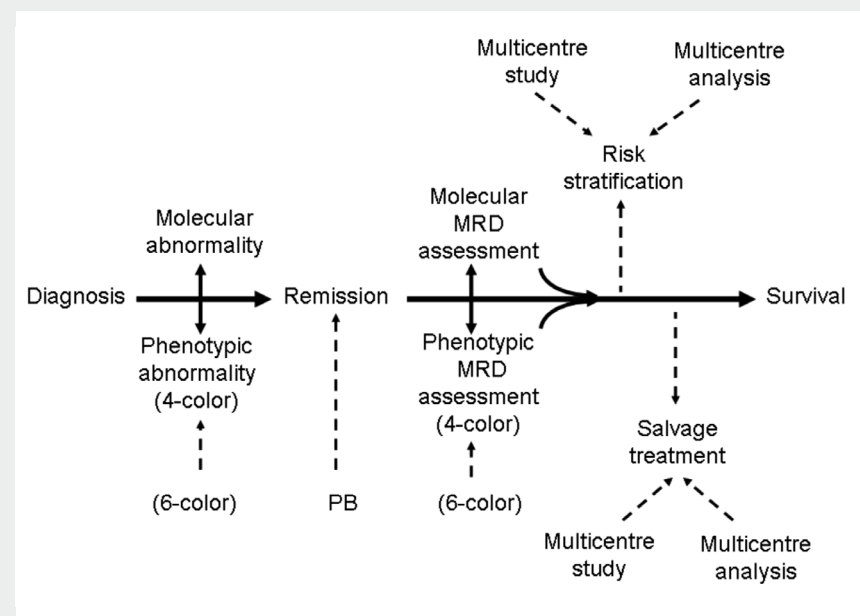 Multicentre
study
Multicentre
analysis
Risk
stratification
Molecular
abnormality
Molecular
MRD
assessment
Diagnosis
Remission
Survival
Phenotypic
abnormality
(4-color)
Phenotypic
MRD
assessment
(4-color)
Salvage
treatment
(6-color)
PB
(6-color)
Multicentre
study
Multicentre
analysis